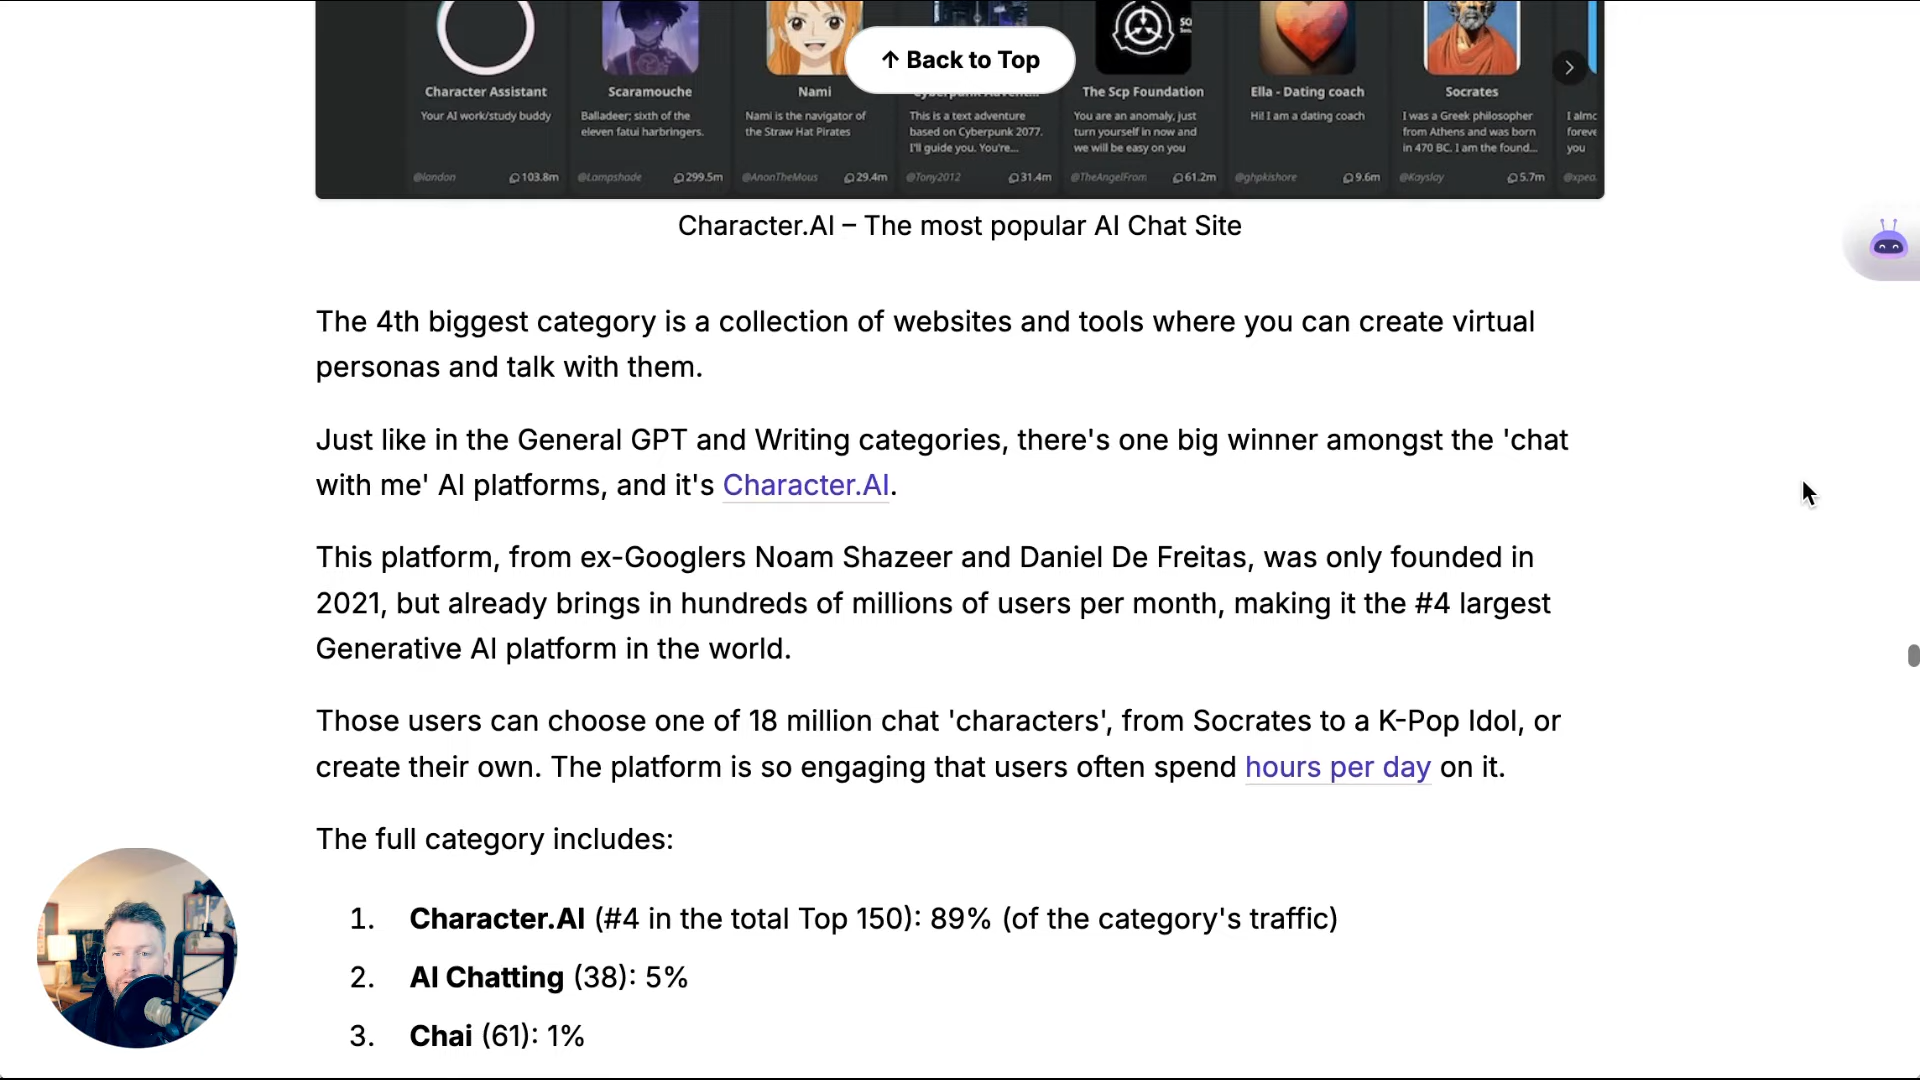 ↑ Back to Top
Character Assistant
Your AI work/study buddy
@landon 103.8m
Scaramouche
Balladeer; sixth of the
eleven fatui harbringers.
@Lampshade 299.5m
Nami
Nami is the navigator of
the Straw Hat Pirates
@AnonTheMous 29.4m
This is a text adventure
based on Cyberpunk 2077.
I'll guide you. You're...
@Tony2012 31.4m
The Scp Foundation
You are an anomaly, just
turn yourself in now and
we will be easy on you
@TheAngelFrom 61.2m
Ella - Dating coach
Hi! I am a dating coach
@ghpkishore 9.6m
Socrates
I was a Greek philosopher
from Athens and was born
in 470 BC. I am the found...
@Kayslay 5.7m
I almo
foreve
you
@xpea
Character.AI – The most popular AI Chat Site
The 4th biggest category is a collection of websites and tools where you can create virtual
personas and talk with them.
Just like in the General GPT and Writing categories, there's one big winner amongst the 'chat
with me' AI platforms, and it's Character.AI.
This platform, from ex-Googlers Noam Shazeer and Daniel De Freitas, was only founded in
2021, but already brings in hundreds of millions of users per month, making it the #4 largest
Generative AI platform in the world.
Those users can choose one of 18 million chat 'characters', from Socrates to a K-Pop Idol, or
create their own. The platform is so engaging that users often spend hours per day on it.
The full category includes:
1. Character.AI (#4 in the total Top 150): 89% (of the category's traffic)
2. AI Chatting (38): 5%
3. Chai (61): 1%